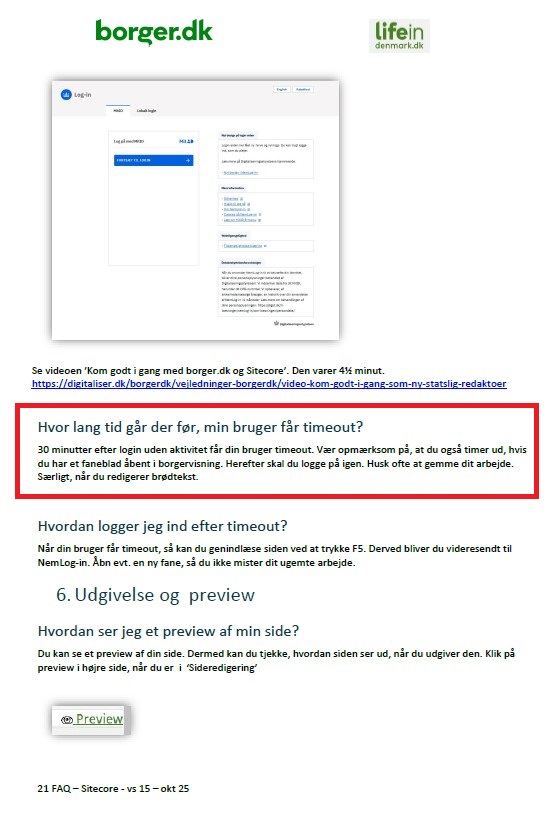 borger.dk
lifein
denmark.dk
Log-in
English
MitID
Lokalt login
Log på med MitID
FORTSÆT TIL LOGIN
Digitaliseringsstyrelsen
Se videoen ‘Kom godt i gang med borger.dk og Sitecore’. Den varer 4½ minut.
https://digitaliser.dk/borgerdk/vejledninger-borgerdk/video-kom-godt-i-gang-som-ny-statslig-redaktoer
Hvor lang tid går der før, min bruger får timeout?
30 minutter efter login uden aktivitet får din bruger timeout. Vær opmærksom på, at du også timer ud, hvis
du har et faneblad åbent i borgervisning. Herefter skal du logge på igen. Husk ofte at gemme dit arbejde.
Særligt, når du redigerer brødtekst.
Hvordan logger jeg ind efter timeout?
Når din bruger får timeout, så kan du genindlæse siden ved at trykke F5. Derved bliver du videresendt til
NemLog-in. Åbn evt. en ny fane, så du ikke mister dit ugemte arbejde.
6. Udgivelse og preview
Hvordan ser jeg et preview af min side?
Du kan se et preview af din side. Dermed kan du tjekke, hvordan siden ser ud, når du udgiver den. Klik på
preview i højre side, når du er i ‘Sideredigering’
Preview
21 FAQ – Sitecore - vs 15 – okt 25